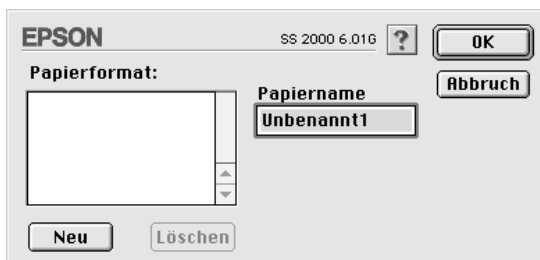 EPSON
SS 2000 6.01G
?
OK
Papierformat:
Abbruch
Papiername
Unbenannt1
Neu
Löschen